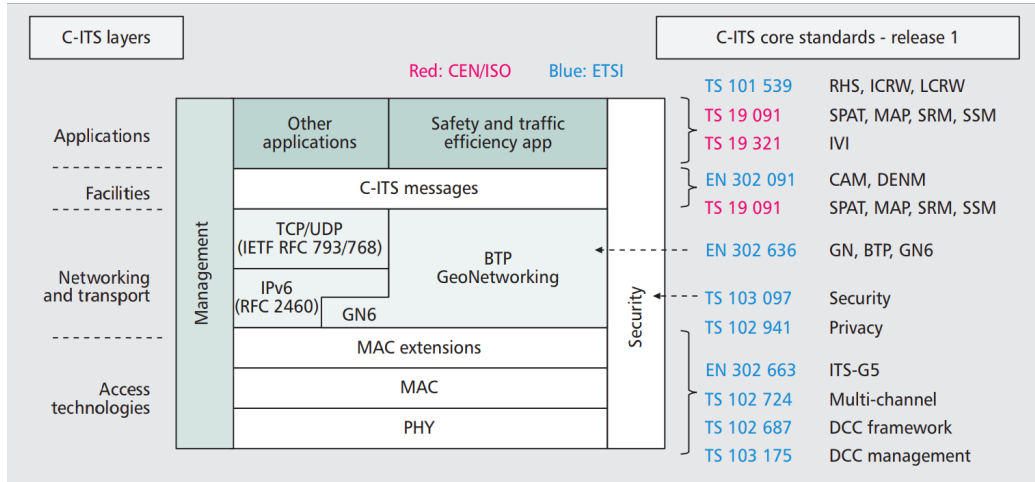 C-ITS layers
C-ITS core standards - release 1
Red: CEN/ISO
Blue: ETSI
Applications
Facilities
Networking
and transport
Access
technologies
Management
Other
applications
Safety and traffic
efficiency app
C-ITS messages
TCP/UDP
(IETF RFC 793/768)
BTP
GeoNetworking
IPv6
(RFC 2460)
GN6
MAC extensions
MAC
PHY
Security
TS 101 539 RHS, ICRW, LCRW
TS 19 091 SPAT, MAP, SRM, SSM
TS 19 321 IVI
EN 302 091 CAM, DENM
TS 19 091 SPAT, MAP, SRM, SSM
EN 302 636 GN, BTP, GN6
TS 103 097 Security
TS 102 941 Privacy
EN 302 663 ITS-G5
TS 102 724 Multi-channel
TS 102 687 DCC framework
TS 103 175 DCC management